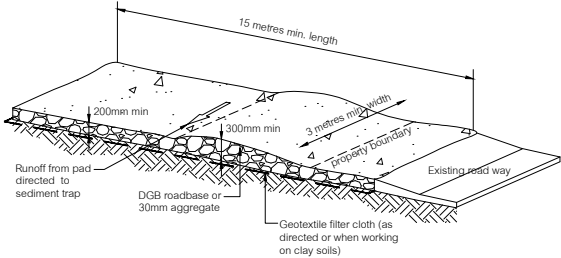 15 metres min. length
200mm min
300mm min
3 metres min. width
property boundary
Existing road way
Runoff from pad
directed to
sediment trap
DGB roadbase or
30mm aggregate
Geotextile filter cloth (as
directed or when working
on clay soils)